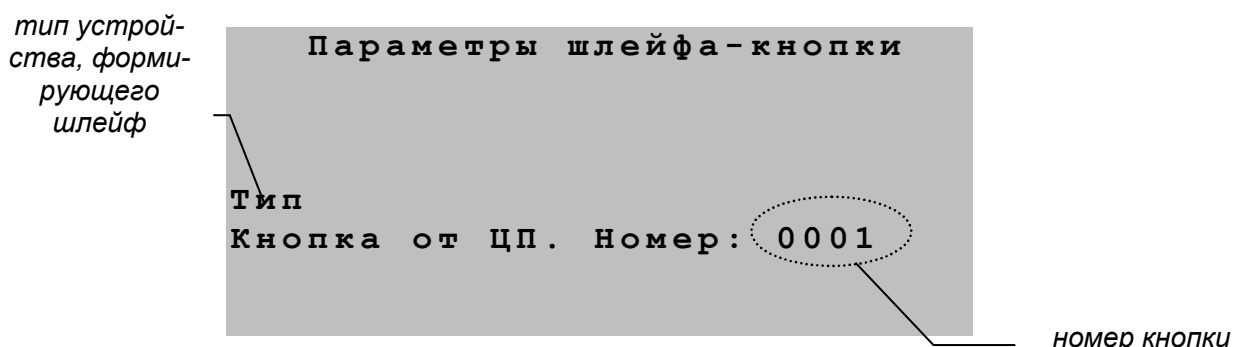 тип устрой-
ства, форми-
рующего
шлейф
Параметры шлейфа-кнопки
Тип
Кнопка от ЦП. Номер: 0001
номер кнопки